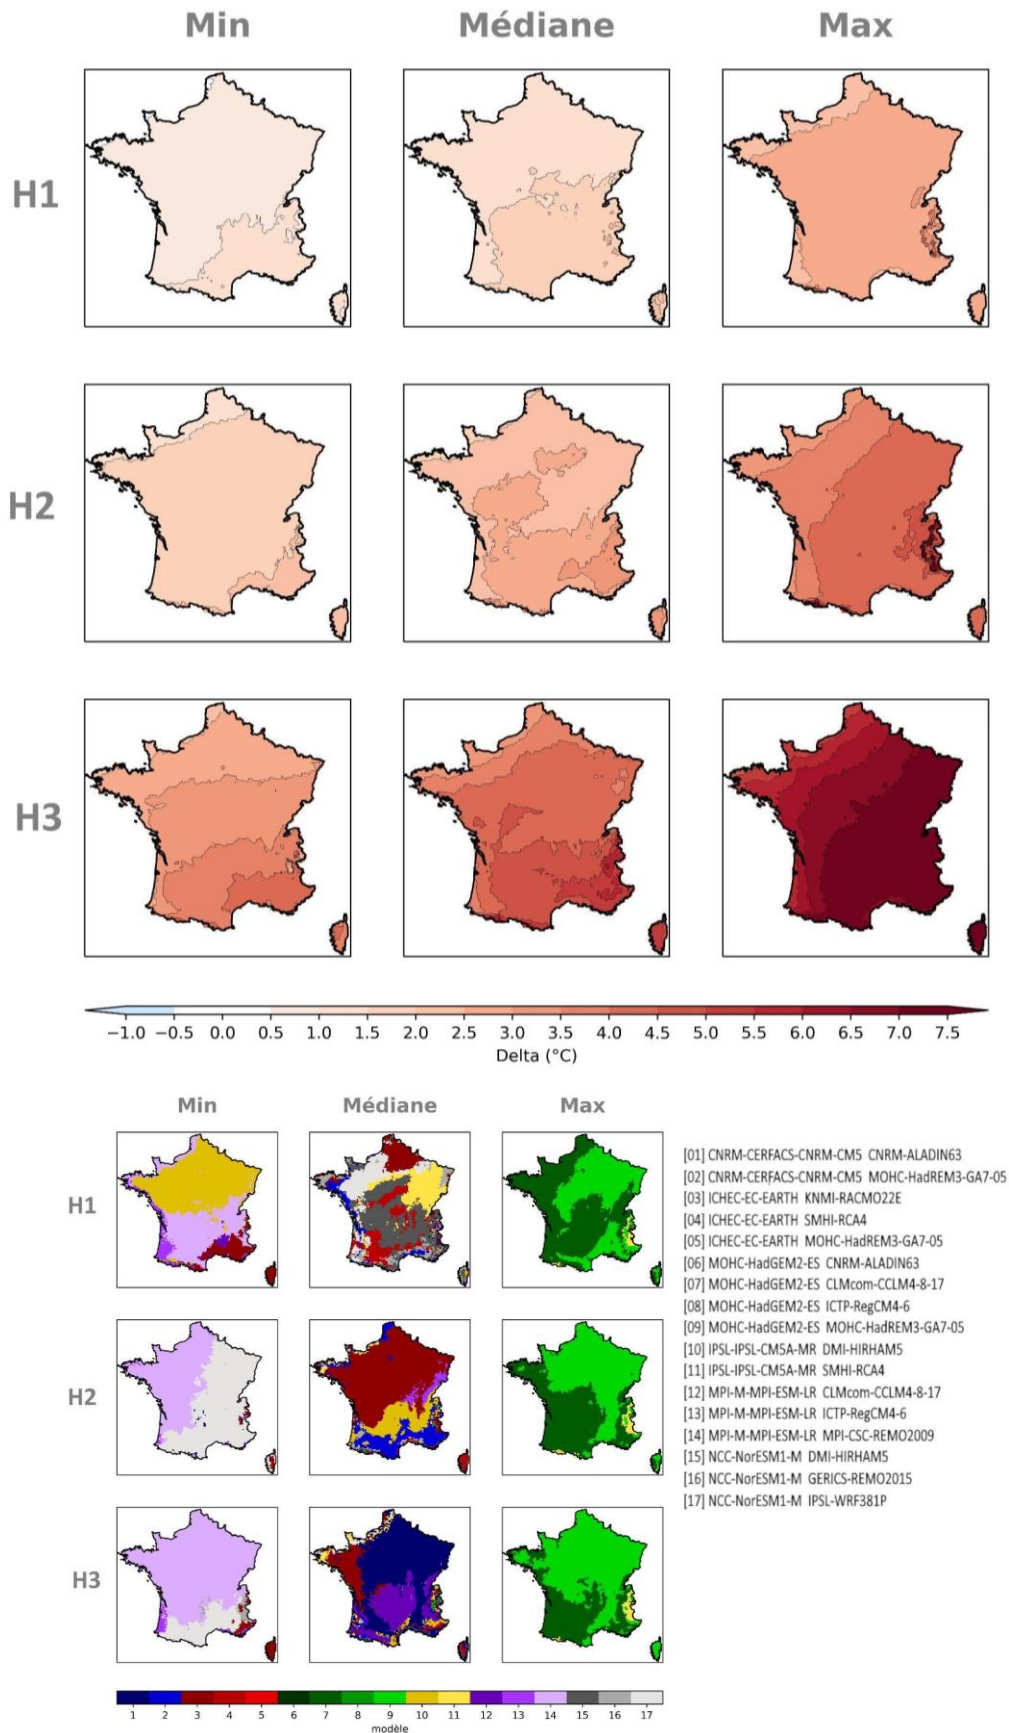 Min Médiane Max
H1
H2
H3
−1.0 −0.5 0.0 0.5 1.0 1.5 2.0 2.5 3.0 3.5 4.0 4.5 5.0 5.5 6.0 6.5 7.0 7.5
Delta (°C)
Min Médiane Max
H1
H2
H3
[01] CNRM-CERFACS-CNRM-CM5 CNRM-ALADIN63
[02] CNRM-CERFACS-CNRM-CM5 MOHC-HadREM3-GA7-05
[03] ICHEC-EC-EARTH KNMI-RACMO22E
[04] ICHEC-EC-EARTH SMHI-RCA4
[05] ICHEC-EC-EARTH MOHC-HadREM3-GA7-05
[06] MOHC-HadGEM2-ES CNRM-ALADIN63
[07] MOHC-HadGEM2-ES CLMcom-CCLM4-8-17
[08] MOHC-HadGEM2-ES ICTP-RegCM4-6
[09] MOHC-HadGEM2-ES MOHC-HadREM3-GA7-05
[10] IPSL-IPSL-CM5A-MR DMI-HIRHAM5
[11] IPSL-IPSL-CM5A-MR SMHI-RCA4
[12] MPI-M-MPI-ESM-LR CLMcom-CCLM4-8-17
[13] MPI-M-MPI-ESM-LR ICTP-RegCM4-6
[14] MPI-M-MPI-ESM-LR MPI-CSC-REMO2009
[15] NCC-NorESM1-M DMI-HIRHAM5
[16] NCC-NorESM1-M GERICS-REMO2015
[17] NCC-NorESM1-M IPSL-WRF381P
1 2 3 4 5 6 7 8 9 10 11 12 13 14 15 16 17
modèle